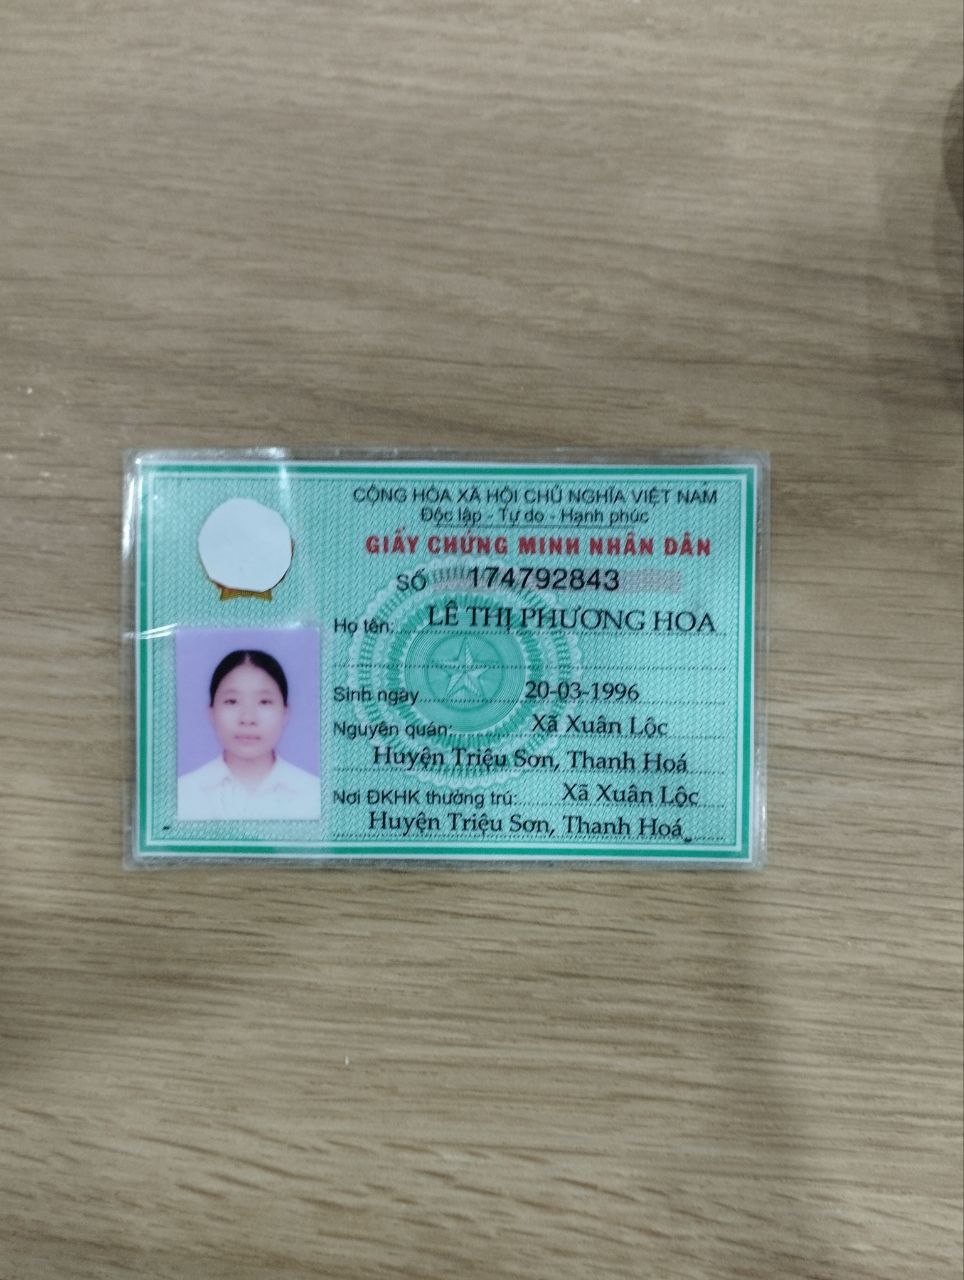 CỘNG HÒA XÃ HỘI CHỦ NGHĨA VIỆT NAM
Độc lập - Tự do - Hạnh phúc
GIẤY CHỨNG MINH NHÂN DÂN
SỐ 174792843
Họ tên: LÊ THỊ PHƯƠNG HOA
Sinh ngày 20-03-1996
Nguyên quán: Xã Xuân Lộc
Huyện Triệu Sơn, Thanh Hoá
Nơi ĐKHK thường trú: Xã Xuân Lộc
Huyện Triệu Sơn, Thanh Hoá